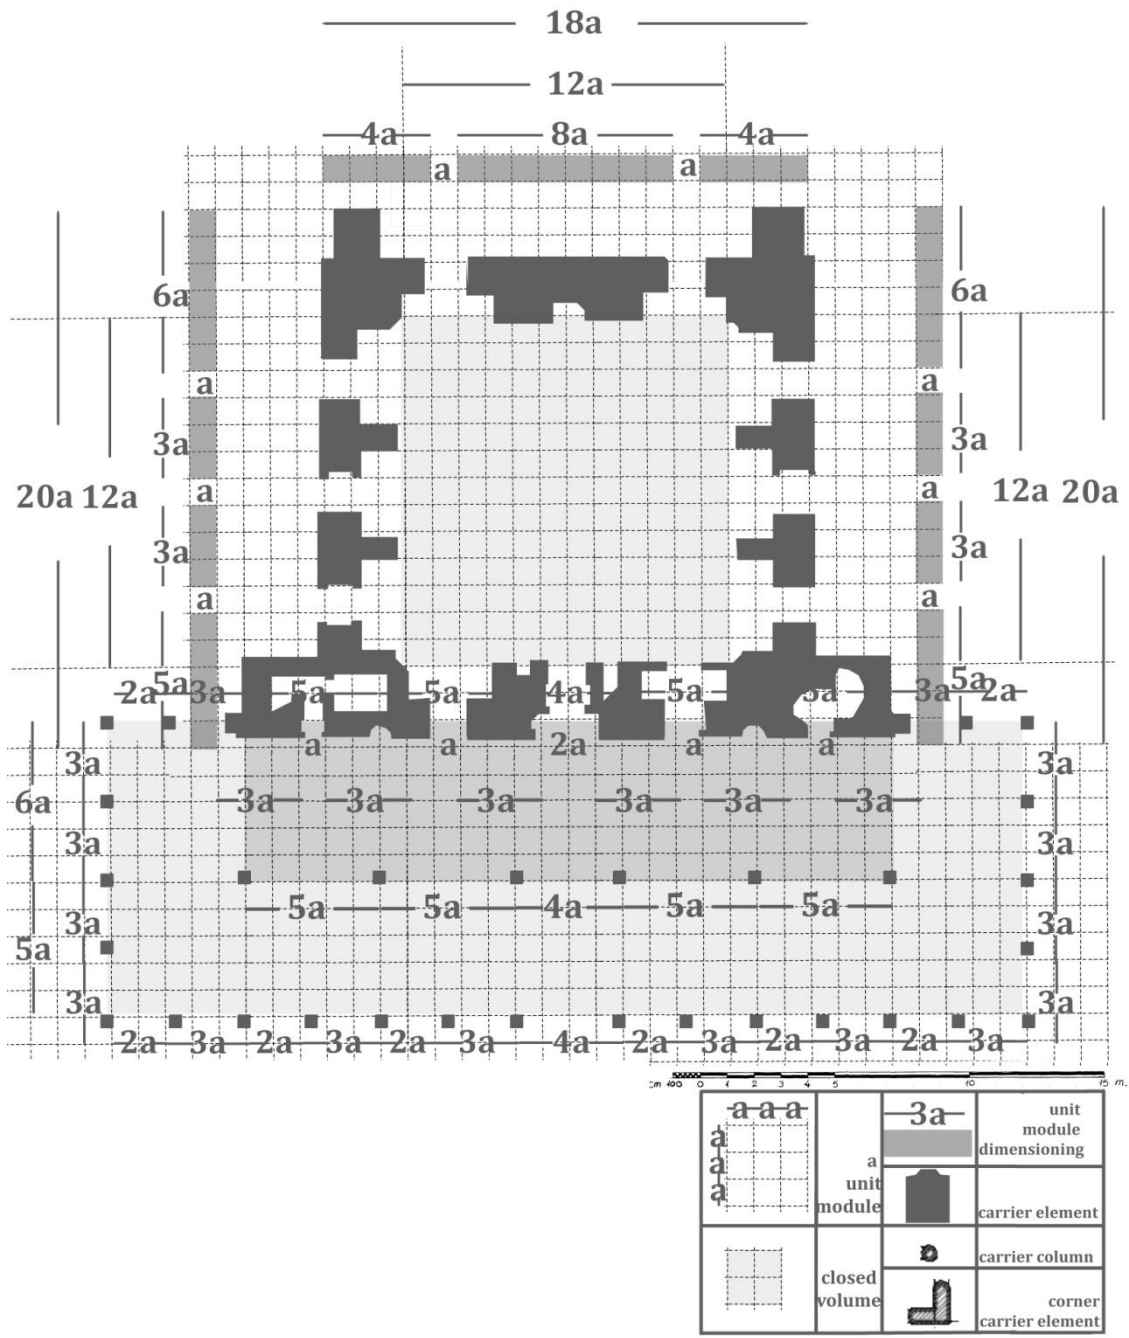 18a
12a
4a 8a 4a
a a
6a 6a
a a
3a 3a
20a 12a a a 12a 20a
3a 3a
a a
2a 5a 3a 5a 5a 4a 5a 5a 3a 5a 2a
a a 2a a a
3a 3a
6a 3a 3a 3a 3a 3a 3a
3a 3a
5a 5a 4a 5a 5a
3a 3a
5a
3a 3a
2a 3a 2a 3a 2a 3a 4a 2a 3a 2a 3a 2a 3a
cm 100 0 1 2 3 4 5 10 15 m.
a a a
a
a
a
a
unit
module
3a
unit
module
dimensioning
carrier element
closed
volume
carrier column
corner
carrier element